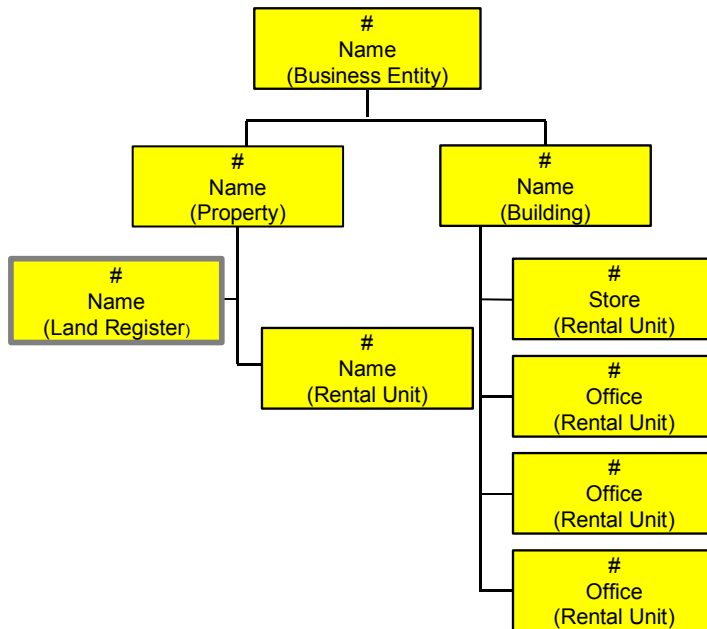 #
Name
(Business Entity)
#
Name
(Property)
#
Name
(Building)
#
Name
(Land Register)
#
Name
(Rental Unit)
#
Store
(Rental Unit)
#
Office
(Rental Unit)
#
Office
(Rental Unit)
#
Office
(Rental Unit)